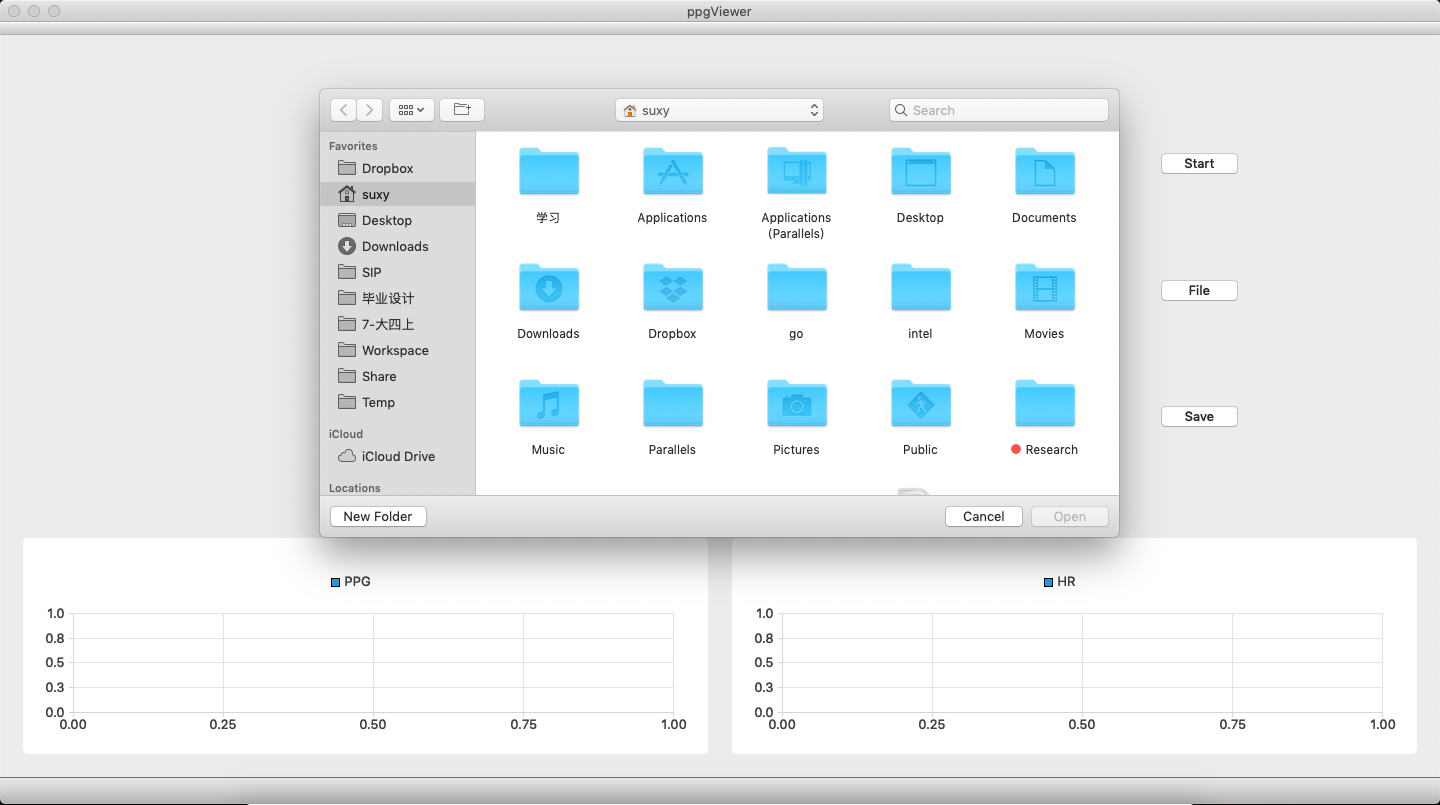 ppgViewer
suxy
Search
Favorites
Dropbox
suxy
Desktop
Downloads
SIP
毕业设计
7-大四上
Workspace
Share
Temp
iCloud
iCloud Drive
Locations
学习
Applications
Applications
(Parallels)
Desktop
Documents
Downloads
Dropbox
go
intel
Movies
Music
Parallels
Pictures
Public
Research
New Folder
Cancel
Open
Start
File
Save
PPG
1.0
0.8
0.5
0.3
0.0
0.00 0.25 0.50 0.75 1.00
HR
1.0
0.8
0.5
0.3
0.0
0.00 0.25 0.50 0.75 1.00